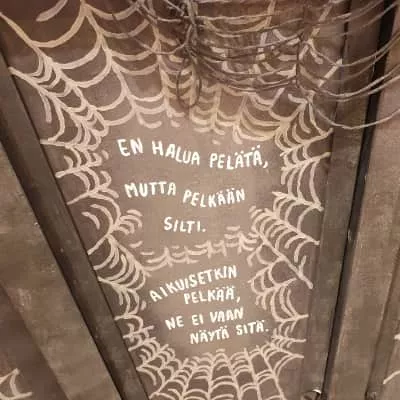 EN HALUA PELÄTÄ,
MUTTA PELKÄÄN
SILTI.
AIKUISETKIN
PELKÄÄ,
NE EI VAAN
NÄYTÄ SITÄ.